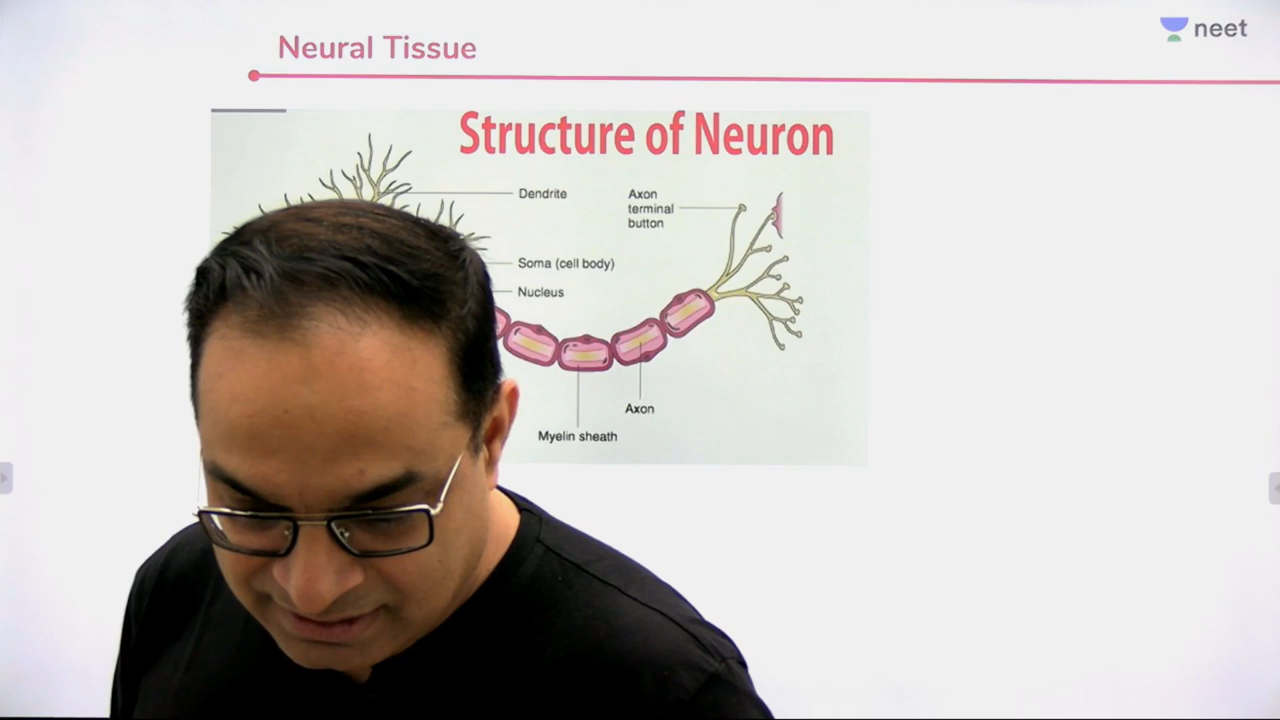 Neural Tissue
neet
Structure of Neuron
Dendrite
Axon
terminal
button
Soma (cell body)
Nucleus
Axon
Myelin sheath